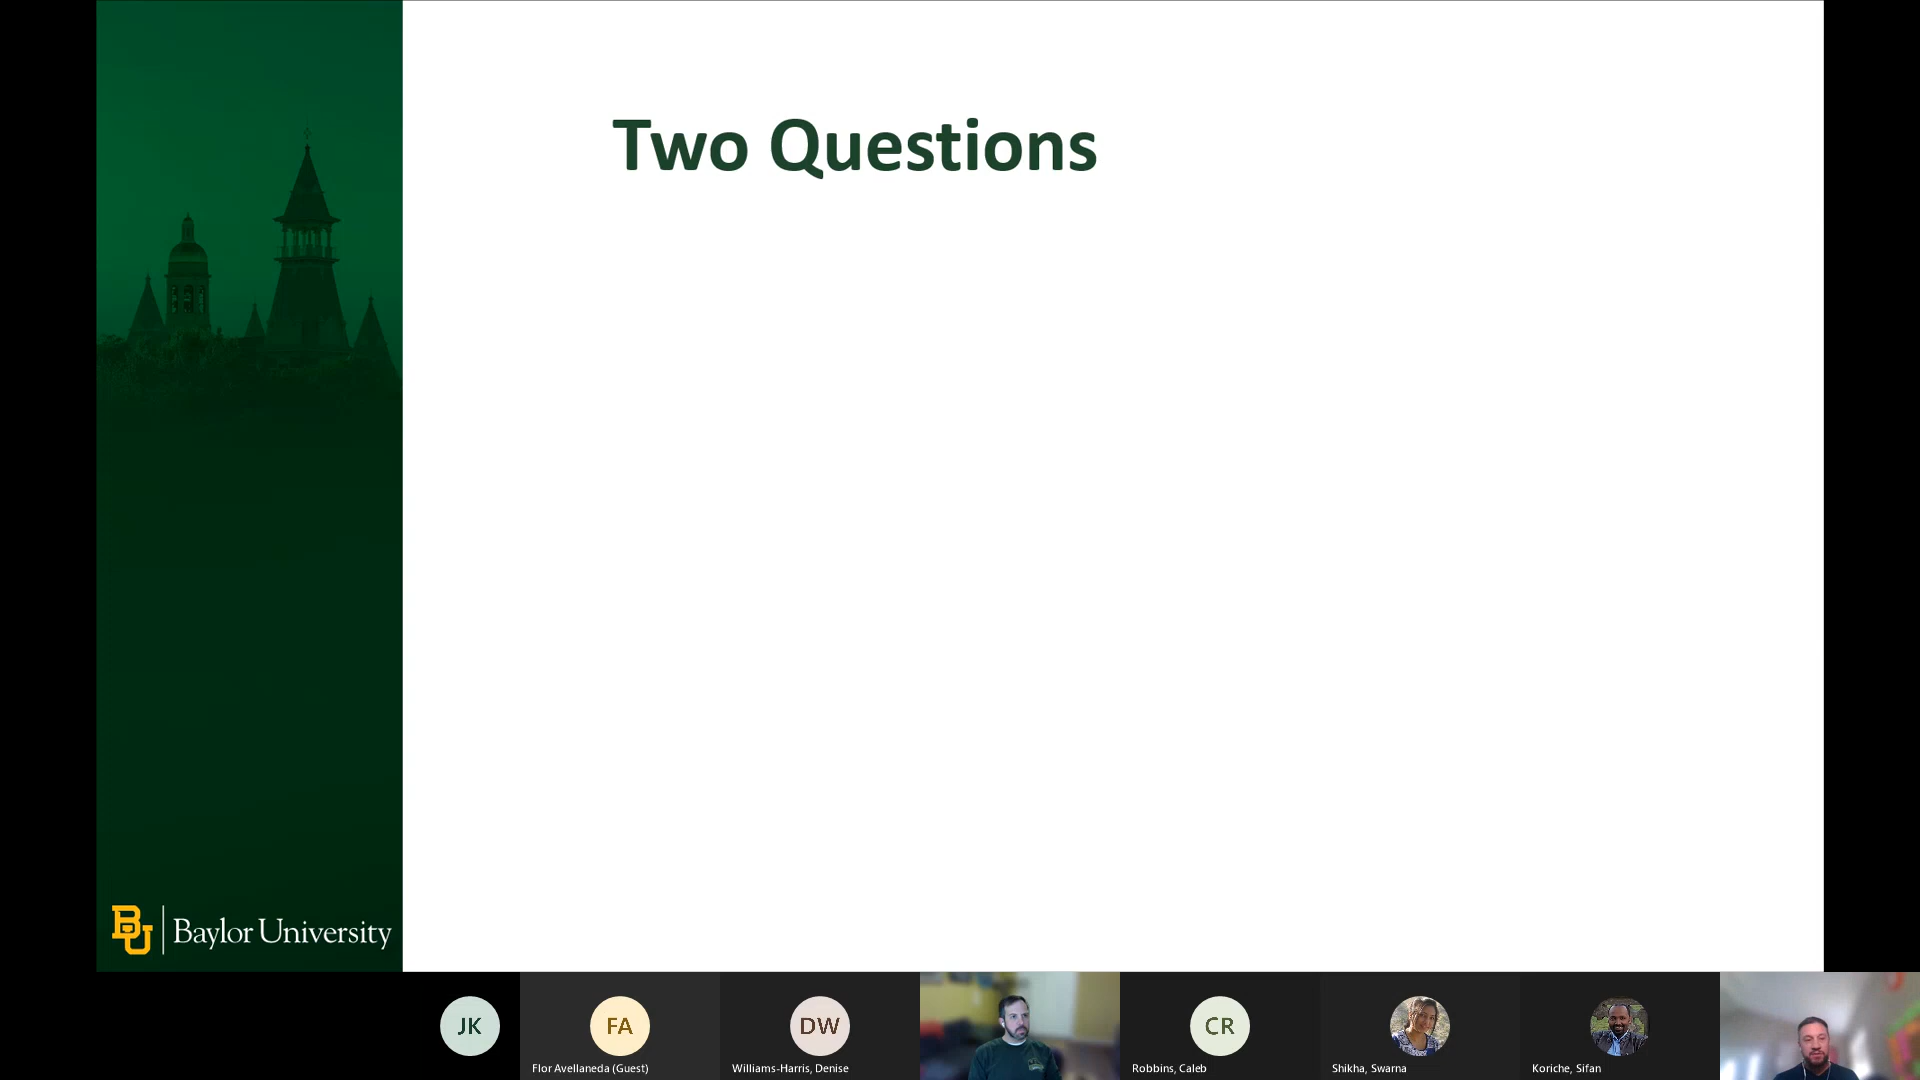 Two Questions
BU
Baylor University
JK
FA
DW
CR
Flor Avellaneda (Guest)
Williams-Harris, Denise
Robbins, Caleb
Shikha, Swarna
Koriche, Sifan